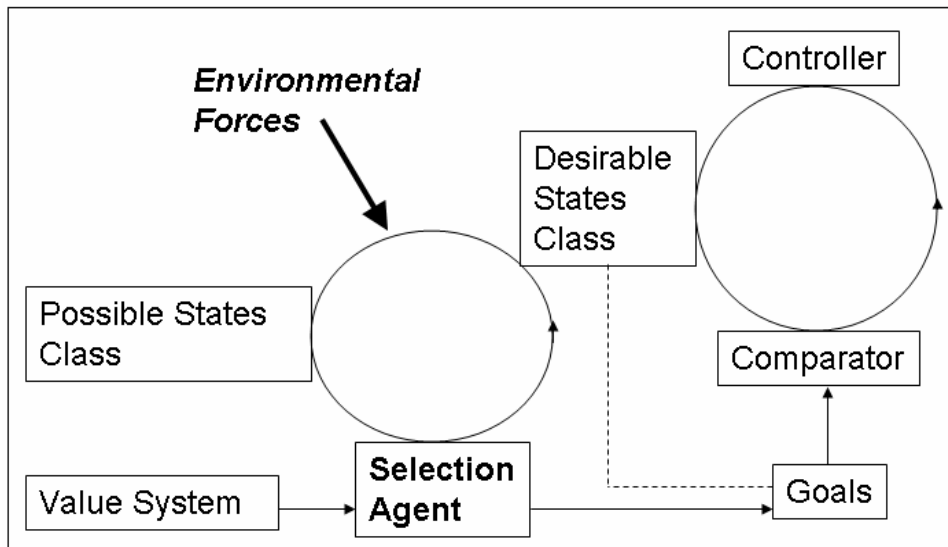 Controller
Environmental
Forces
Desirable
States
Class
Possible States
Class
Comparator
Selection
Agent
Value System
Goals